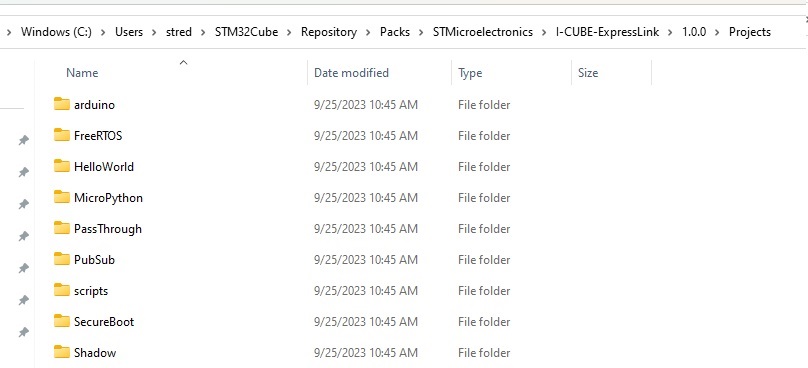 Windows (C:) > Users > stred > STM32Cube > Repository > Packs > STMicroelectronics > I-CUBE-ExpressLink > 1.0.0 > Projects
Name Date modified Type Size
arduino 9/25/2023 10:45 AM File folder
FreeRTOS 9/25/2023 10:45 AM File folder
HelloWorld 9/25/2023 10:45 AM File folder
MicroPython 9/25/2023 10:45 AM File folder
PassThrough 9/25/2023 10:45 AM File folder
PubSub 9/25/2023 10:45 AM File folder
scripts 9/25/2023 10:45 AM File folder
SecureBoot 9/25/2023 10:45 AM File folder
Shadow 9/25/2023 10:45 AM File folder